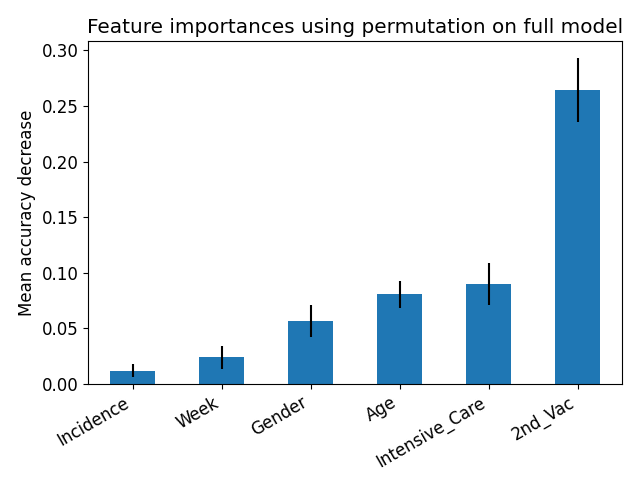 Feature importances using permutation on full model
Mean accuracy decrease
0.30
0.25
0.20
0.15
0.10
0.05
0.00
Incidence
Week
Gender
Age
Intensive_Care
2nd_Vac